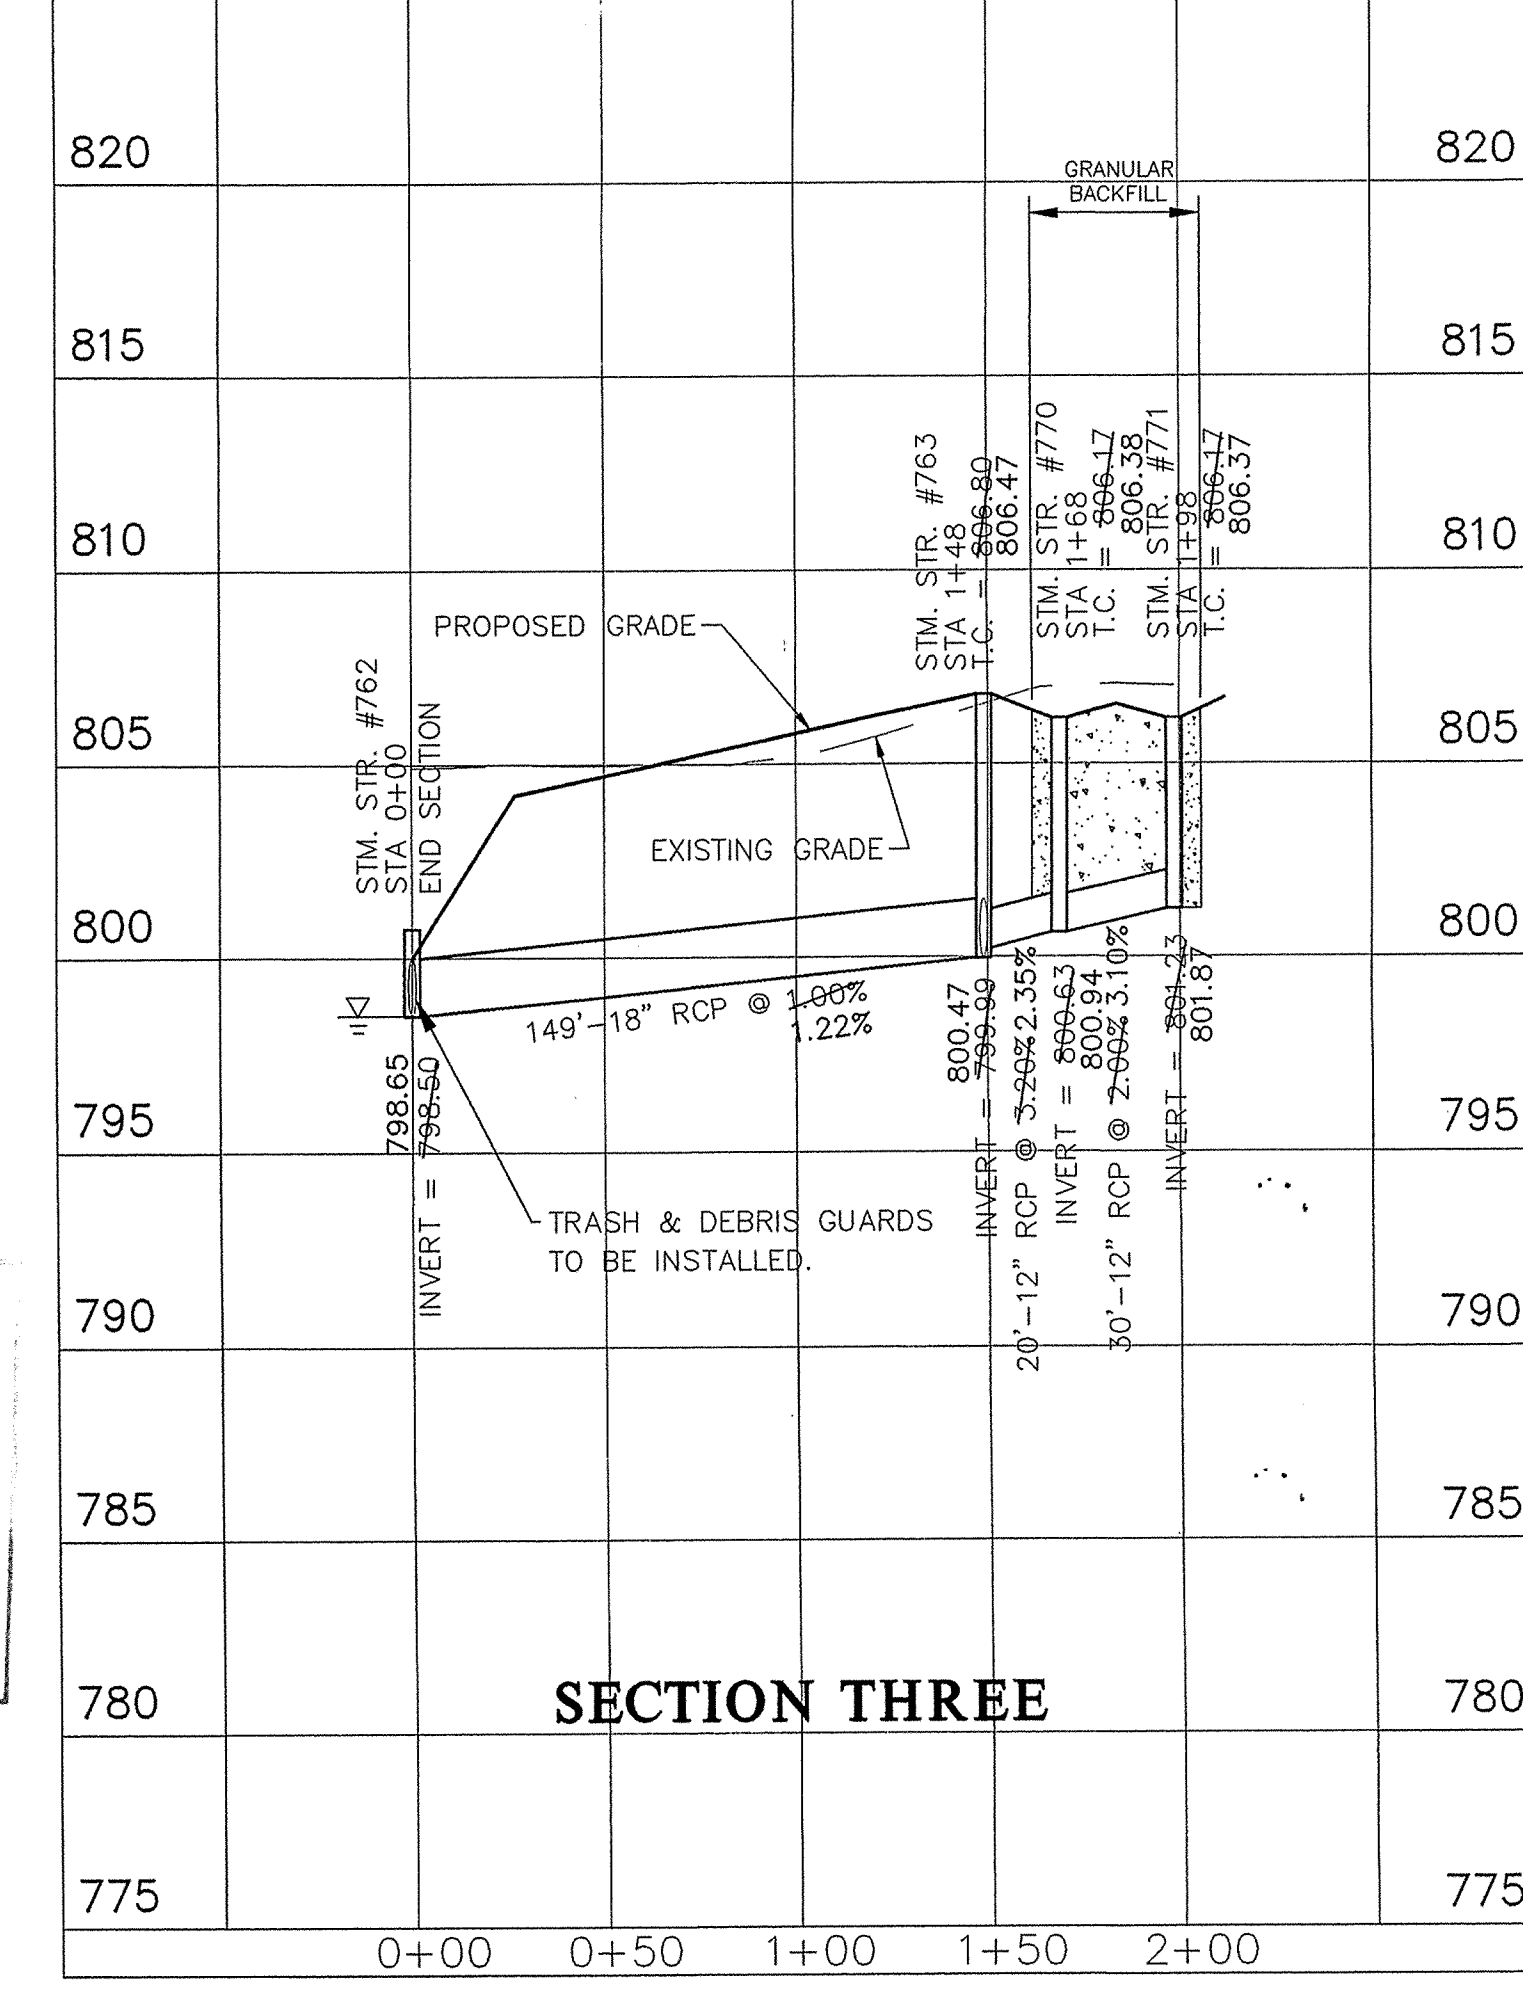 820
820
GRANULAR
BACKFILL
815
815
810
810
STM. STR. #763
STA 1+48
T.C. = 806.80
806.47
STM. STR. #770
STA 1+68
T.C. = 806.17
806.38
STM. STR. #771
STA 1+98
T.C. = 806.17
806.37
PROPOSED GRADE
805
805
STM. STR. #762
STA 0+00
END SECTION
EXISTING GRADE
800
800
149'-18" RCP @ 1.00%
1.22%
798.65
INVERT = 798.50
800.47
INVERT = 799.99
20'-12" RCP @ 3.20% 2.35%
INVERT = 800.63
800.94
30'-12" RCP @ 2.00% 3.10%
INVERT = 801.23
801.87
795
795
TRASH & DEBRIS GUARDS
TO BE INSTALLED.
790
790
785
785
780
780
SECTION THREE
775
775
0+00 0+50 1+00 1+50 2+00